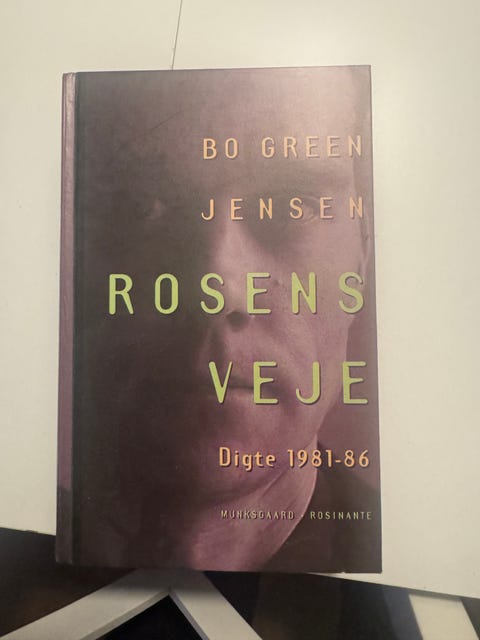 BO GREEN
JENSEN
ROSENS
VEJE
Digte 1981-86
MUNKSGAARD · ROSINANTE